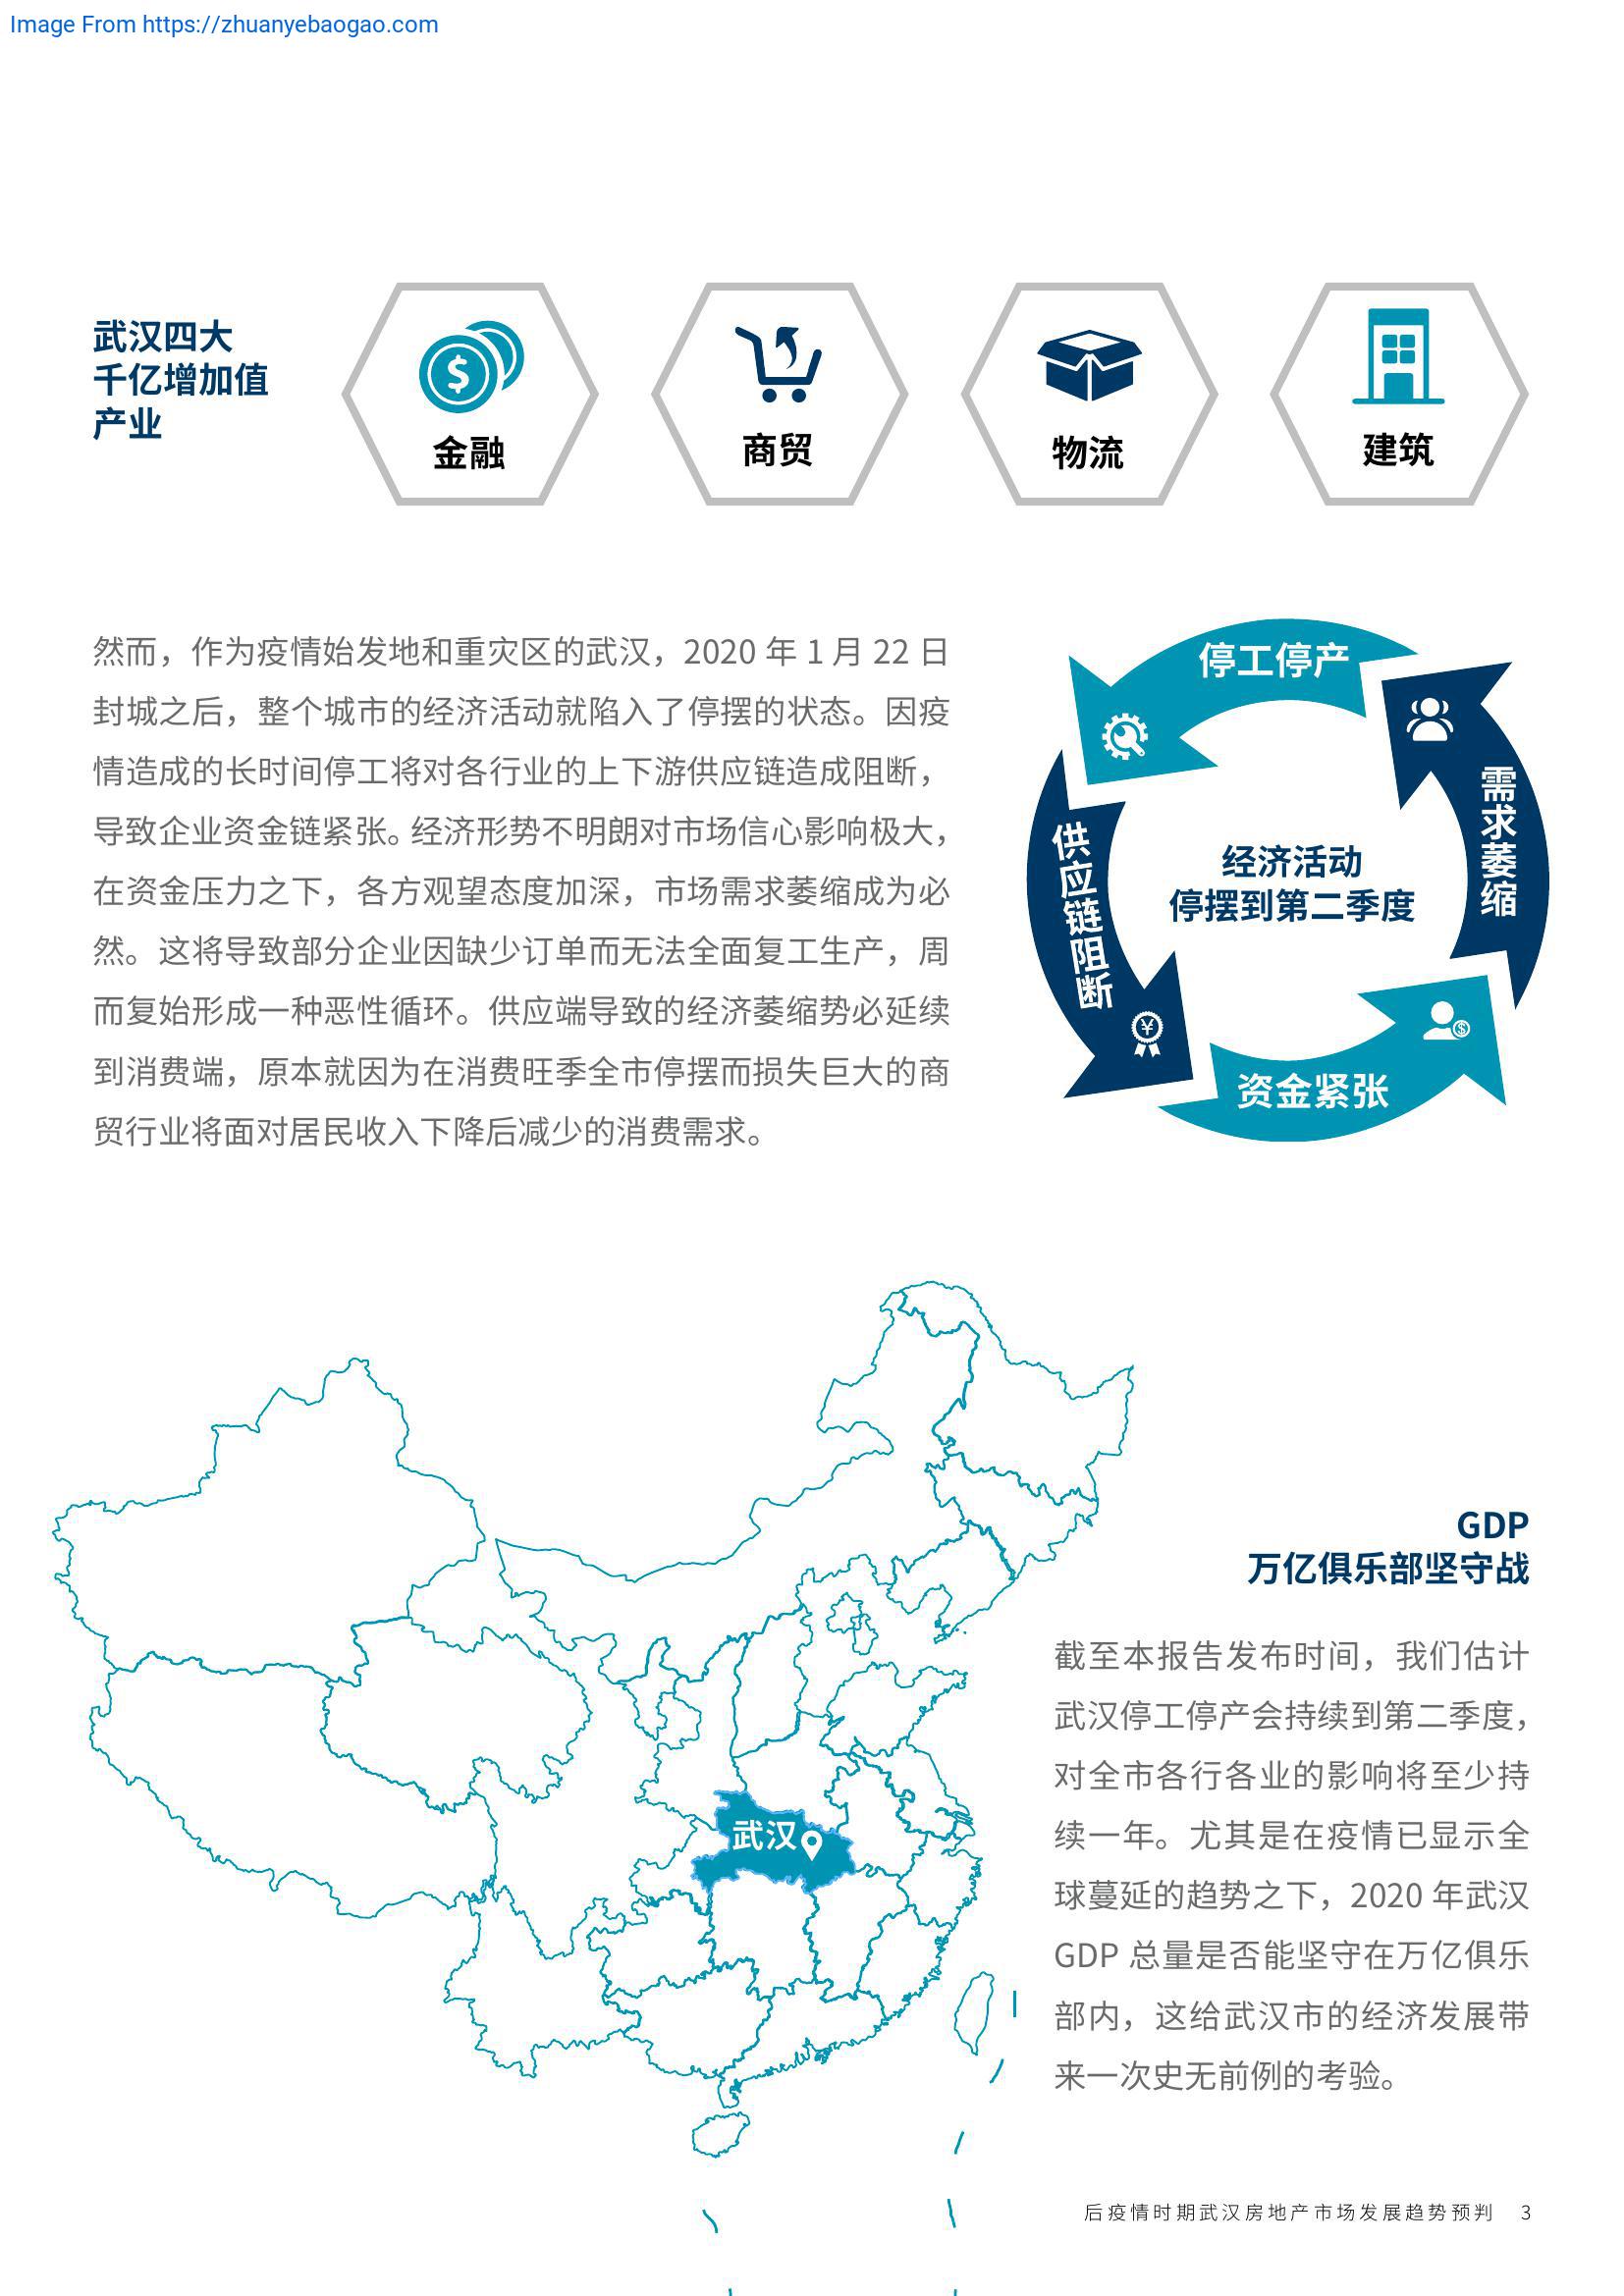 Image From https://zhuanyebaogao.com
武汉四大
千亿增加值
产业
金融
商贸
物流
建筑
然而，作为疫情始发地和重灾区的武汉，2020 年 1 月 22 日
封城之后，整个城市的经济活动就陷入了停摆的状态。因疫
情造成的长时间停工将对各行业的上下游供应链造成阻断，
导致企业资金链紧张。经济形势不明朗对市场信心影响极大，
在资金压力之下，各方观望态度加深，市场需求萎缩成为必
然。这将导致部分企业因缺少订单而无法全面复工生产，周
而复始形成一种恶性循环。供应端导致的经济萎缩势必延续
到消费端，原本就因为在消费旺季全市停摆而损失巨大的商
贸行业将面对居民收入下降后减少的消费需求。
停工停产
供应链阻断
资金紧张
需求萎缩
经济活动
停摆到第二季度
武汉
GDP
万亿俱乐部坚守战
截至本报告发布时间，我们估计
武汉停工停产会持续到第二季度，
对全市各行各业的影响将至少持
续一年。尤其是在疫情已显示全
球蔓延的趋势之下，2020 年武汉
GDP 总量是否能坚守在万亿俱乐
部内，这给武汉市的经济发展带
来一次史无前例的考验。
后疫情时期武汉房地产市场发展趋势预判 3